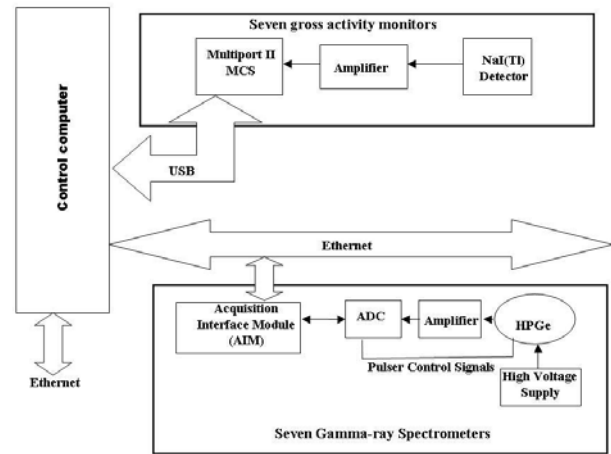 Control computer
Seven gross activity monitors
Multiport II
MCS
Amplifier
NaI(TI)
Detector
USB
Ethernet
Acquisition
Interface Module
(AIM)
ADC
Amplifier
HPGe
Pulser Control Signals
High Voltage
Supply
Ethernet
Seven Gamma-ray Spectrometers